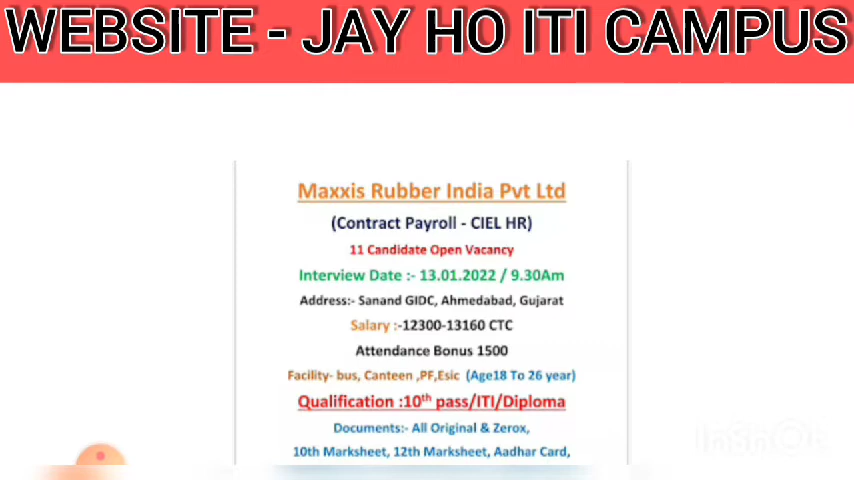 WEBSITE - JAY HO ITI CAMPUS
Maxxis Rubber India Pvt Ltd
(Contract Payroll - CIEL HR)
11 Candidate Open Vacancy
Interview Date :- 13.01.2022 / 9.30Am
Address:- Sanand GIDC, Ahmedabad, Gujarat
Salary :-12300-13160 CTC
Attendance Bonus 1500
Facility- bus, Canteen ,PF,Esic (Age18 To 26 year)
Qualification :10th pass/ITI/Diploma
Documents:- All Original & Zerox,
10th Marksheet, 12th Marksheet, Aadhar Card,